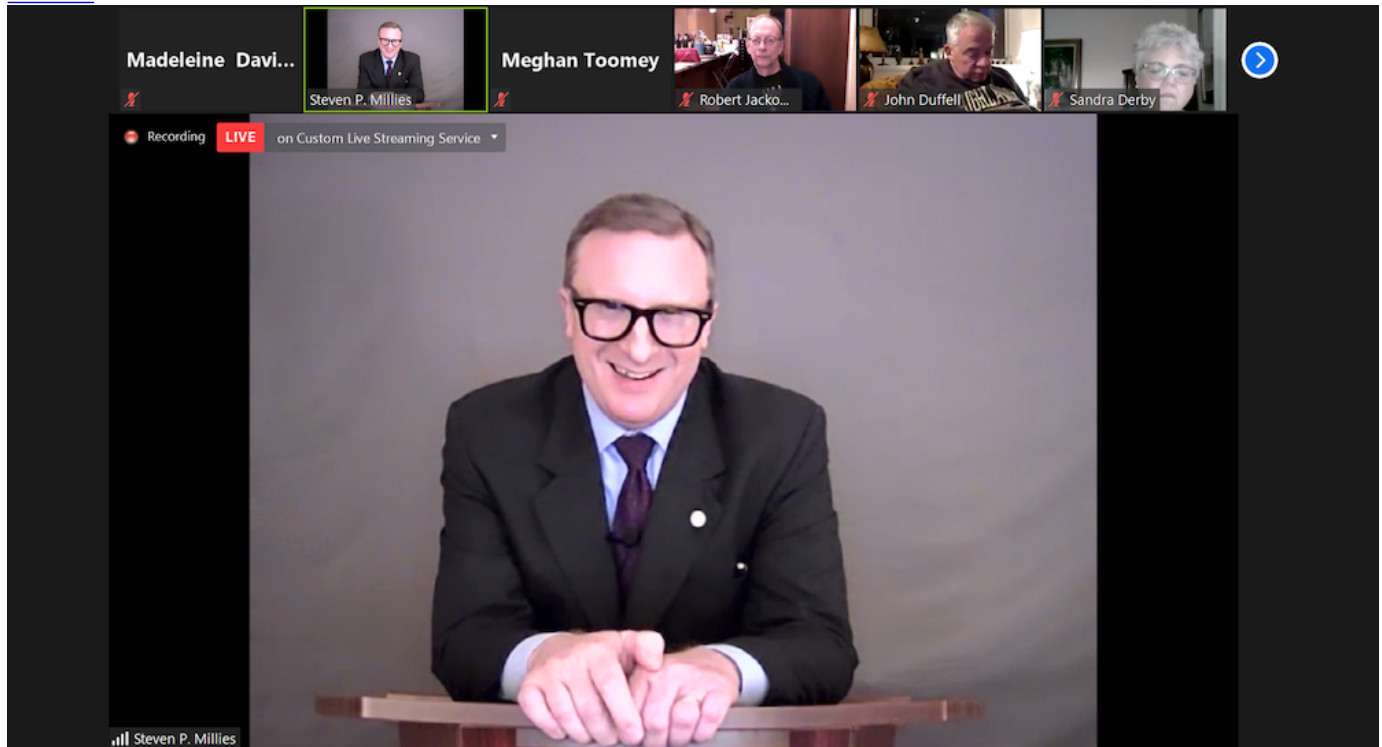 Madeleine Davi...
Steven P. Millies
Meghan Toomey
Robert Jacko...
John Duffell
Sandra Derby
Recording
LIVE
on Custom Live Streaming Service
Steven P. Millies